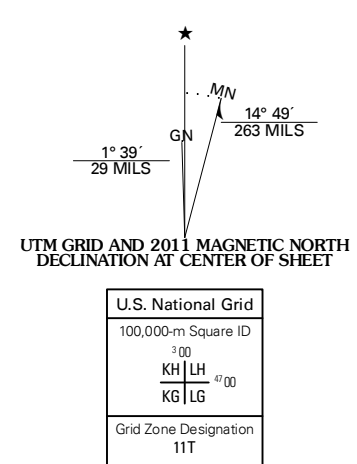 ★
MN
14° 49´
263 MILS
GN
1° 39´
29 MILS
UTM GRID AND 2011 MAGNETIC NORTH
DECLINATION AT CENTER OF SHEET
U.S. National Grid
100,000-m Square ID
³00
KH LH
⁴⁷00
KG LG
Grid Zone Designation
11T